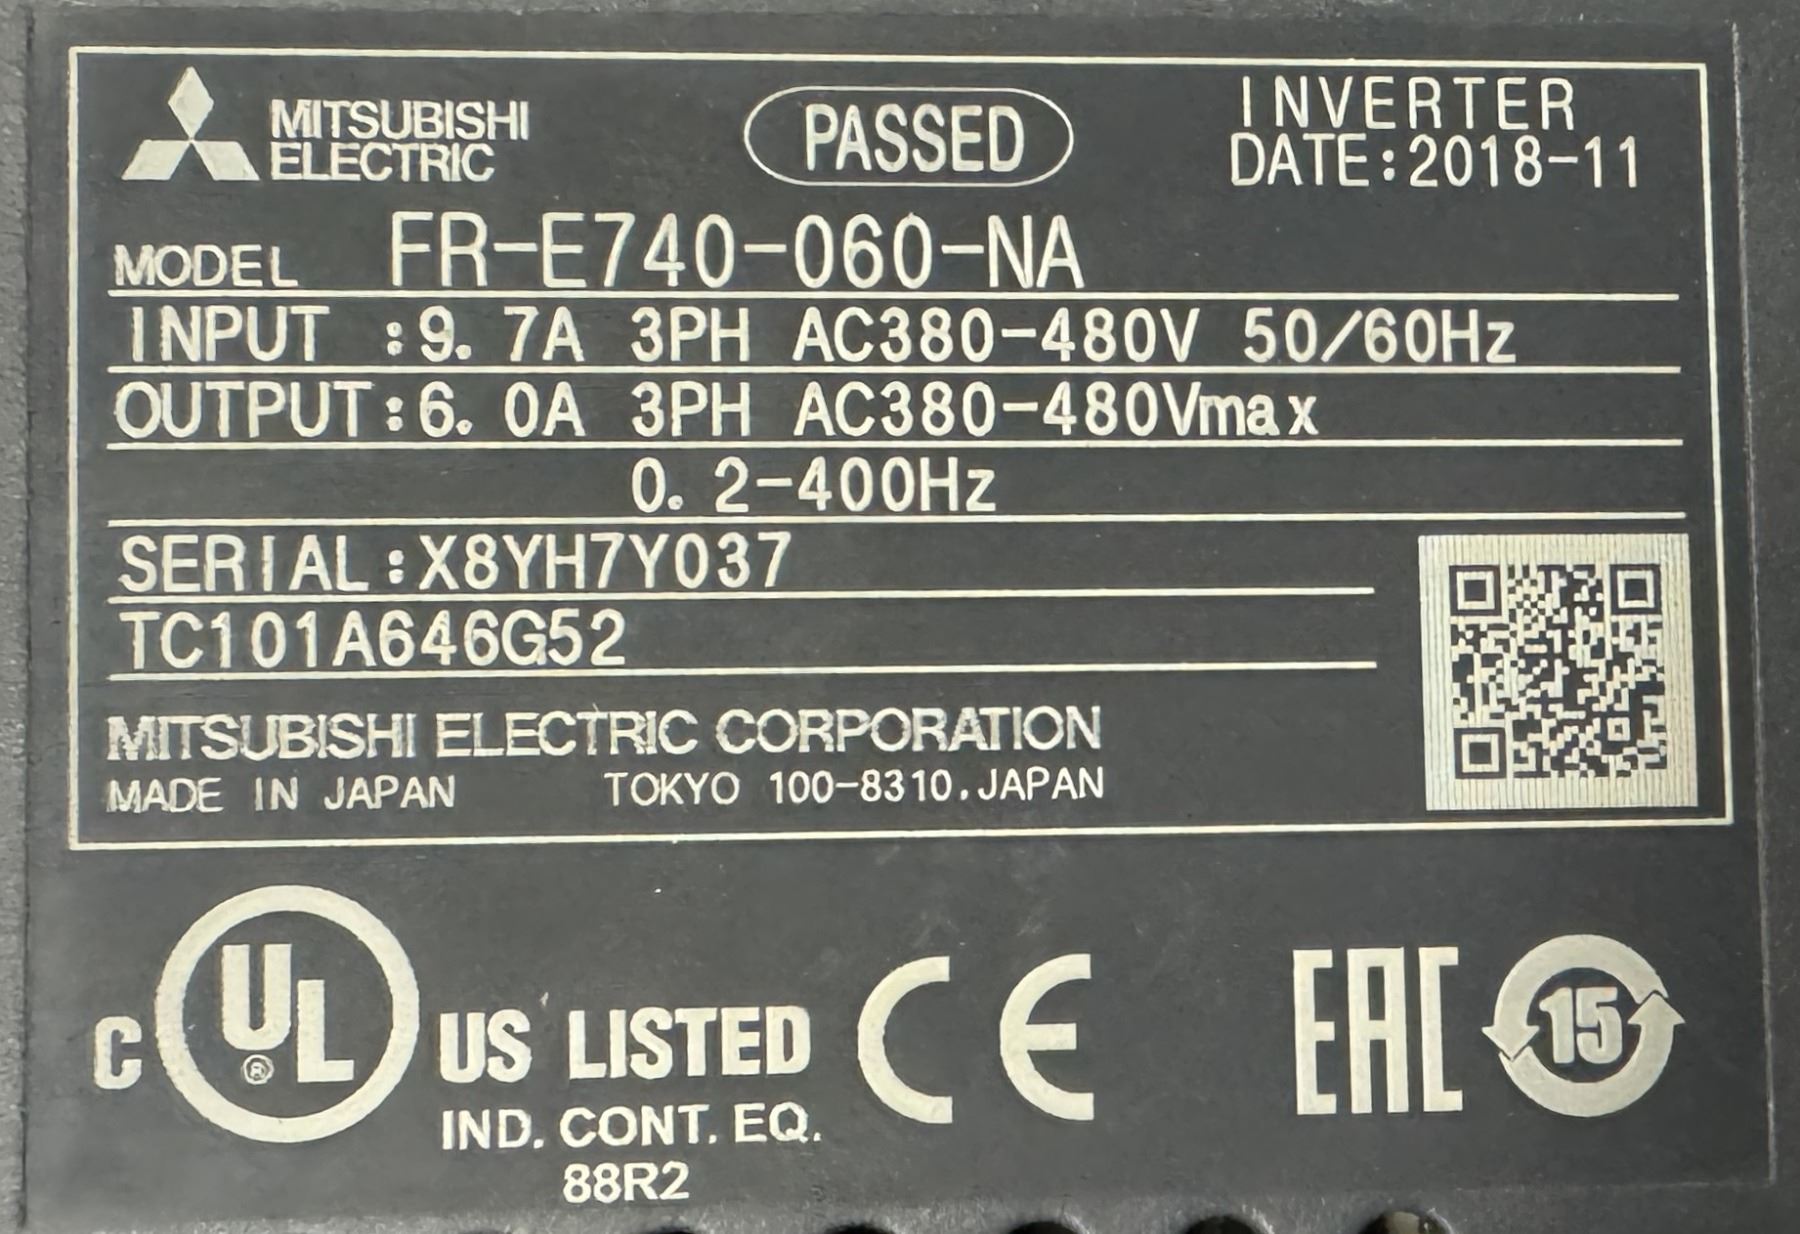 MITSUBISHI
ELECTRIC
PASSED
INVERTER
DATE:2018-11
MODEL FR-E740-060-NA
INPUT :9.7A 3PH AC380-480V 50/60Hz
OUTPUT:6.0A 3PH AC380-480Vmax
0.2-400Hz
SERIAL:X8YH7Y037
TC101A646G52
MITSUBISHI ELECTRIC CORPORATION
MADE IN JAPAN TOKYO 100-8310,JAPAN
C UL ® US LISTED CE EAC 15
IND. CONT. EQ.
88R2